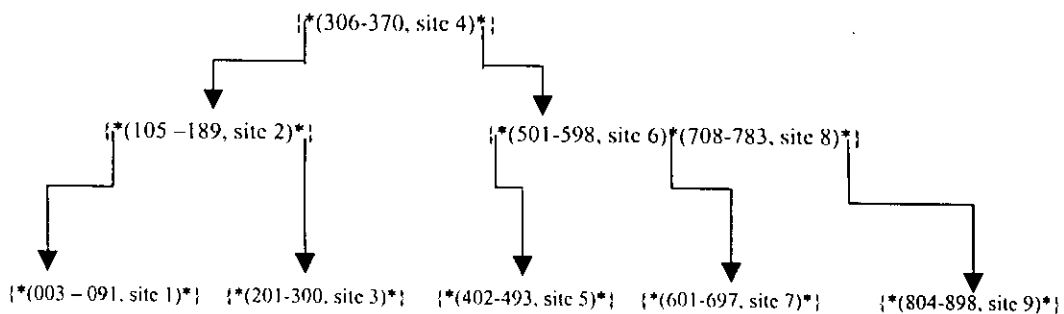 {*(306-370, site 4)*}
{*(105 –189, site 2)*} {*(501-598, site 6)*(708-783, site 8)*}
{*(003 – 091, site 1)*} {*(201-300, site 3)*} {*(402-493, site 5)*} {*(601-697, site 7)*} {*(804-898, site 9)*}